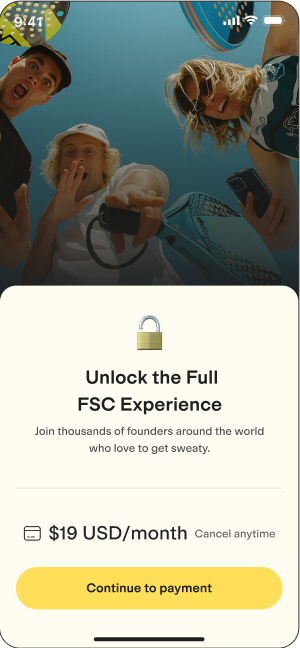 9:41
Unlock the Full
FSC Experience
Join thousands of founders around the world
who love to get sweaty.
$19 USD/month Cancel anytime
Continue to payment